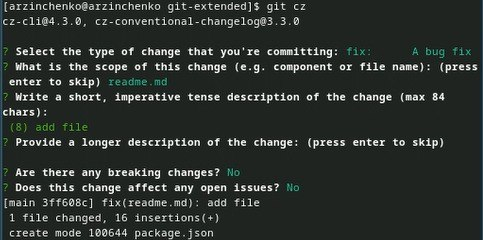 [arzinchenko@arzinchenko git-extended]$ git cz
cz-cli@4.3.0, cz-conventional-changelog@3.3.0

? Select the type of change that you're committing: fix:      A bug fix
? What is the scope of this change (e.g. component or file name): (press
 enter to skip) readme.md
? Write a short, imperative tense description of the change (max 84
chars):
 (8) add file
? Provide a longer description of the change: (press enter to skip)

? Are there any breaking changes? No
? Does this change affect any open issues? No
[main 3ff608c] fix(readme.md): add file
 1 file changed, 16 insertions(+)
 create mode 100644 package.json